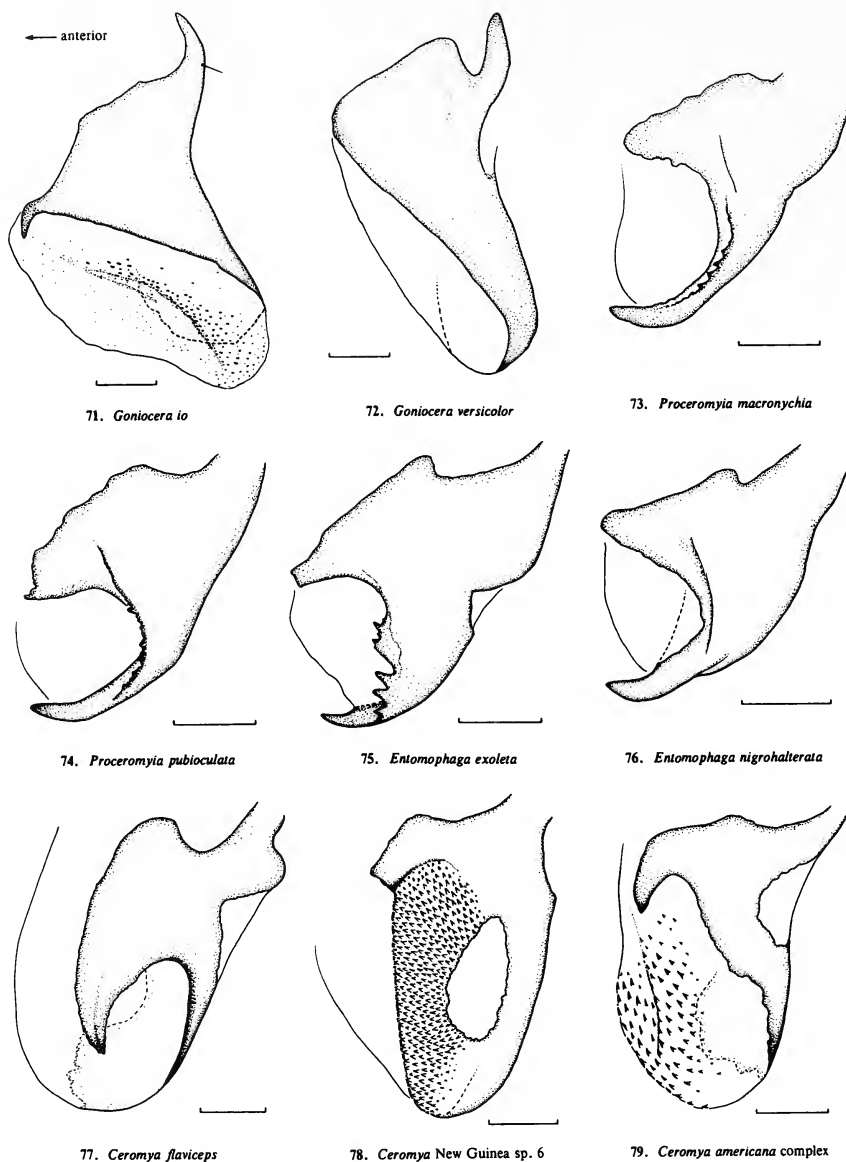 anterior
71. Goniocera io
72. Goniocera versicolor
73. Proceromyia macronychia
74. Proceromyia pubioculata
75. Entomophaga exoleta
76. Entomophaga nigrohalterata
77. Ceromya flaviceps
78. Ceromya New Guinea sp. 6
79. Ceromya americana complex